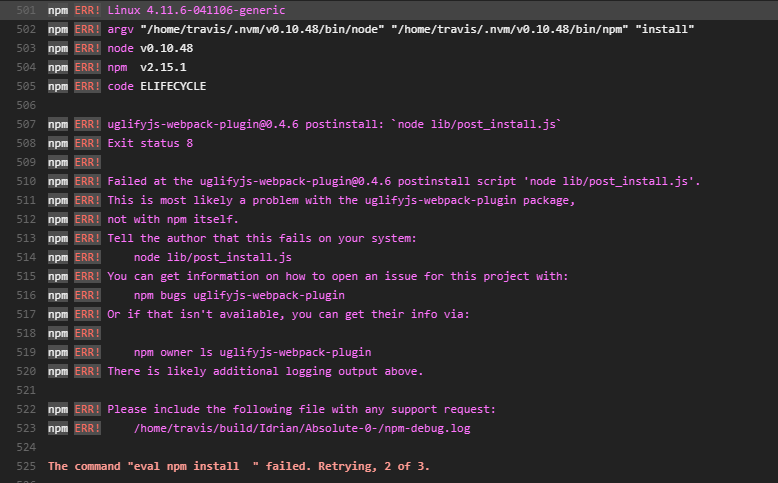 501 npm ERR! Linux 4.11.6-041106-generic
502 npm ERR! argv "/home/travis/.nvm/v0.10.48/bin/node" "/home/travis/.nvm/v0.10.48/bin/npm" "install"
503 npm ERR! node v0.10.48
504 npm ERR! npm  v2.15.1
505 npm ERR! code ELIFECYCLE
506
507 npm ERR! uglifyjs-webpack-plugin@0.4.6 postinstall: `node lib/post_install.js`
508 npm ERR! Exit status 8
509 npm ERR!
510 npm ERR! Failed at the uglifyjs-webpack-plugin@0.4.6 postinstall script 'node lib/post_install.js'.
511 npm ERR! This is most likely a problem with the uglifyjs-webpack-plugin package,
512 npm ERR! not with npm itself.
513 npm ERR! Tell the author that this fails on your system:
514 npm ERR!     node lib/post_install.js
515 npm ERR! You can get information on how to open an issue for this project with:
516 npm ERR!     npm bugs uglifyjs-webpack-plugin
517 npm ERR! Or if that isn't available, you can get their info via:
518 npm ERR!
519 npm ERR!     npm owner ls uglifyjs-webpack-plugin
520 npm ERR! There is likely additional logging output above.
521
522 npm ERR! Please include the following file with any support request:
523 npm ERR!     /home/travis/build/Idrian/Absolute-0-/npm-debug.log
524
525 The command "eval npm install  " failed. Retrying, 2 of 3.